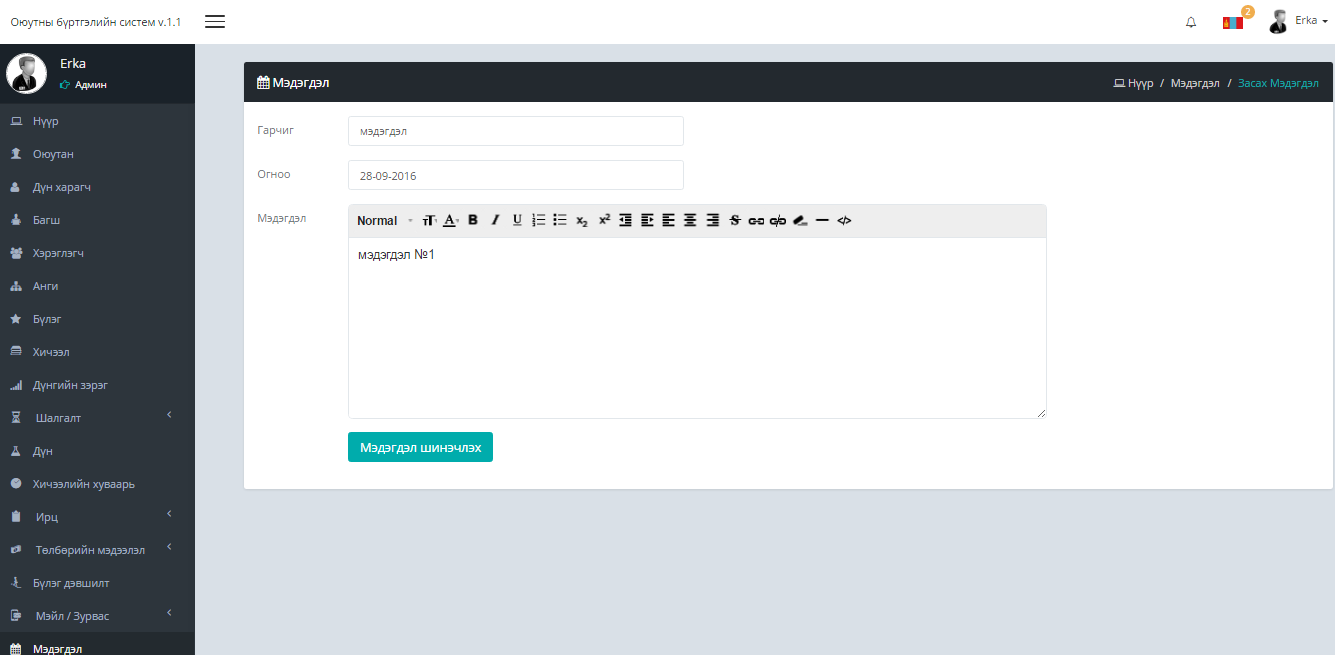 Оюутны бүртгэлийн систем v.1.1
2
Erka
Erka
Админ
Нүүр
Оюутан
Дүн харагч
Багш
Хэрэглэгч
Анги
Бүлэг
Хичээл
Дүнгийн зэрэг
Шалгалт
Дүн
Хичээлийн хуваарь
Ирц
Төлбөрийн мэдээлэл
Бүлэг дэвшилт
Мэйл / Зурвас
Мэдэгдэл
Мэдэгдэл
Нүүр / Мэдэгдэл / Засах Мэдэгдэл
Гарчиг
мэдэгдэл
Огноо
28-09-2016
Мэдэгдэл
Normal
мэдэгдэл №1
Мэдэгдэл шинэчлэх